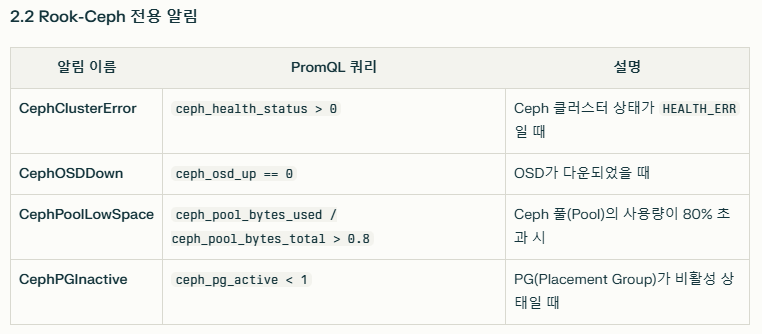 2.2 Rook-Ceph 전용 알림
알림 이름 PromQL 쿼리 설명
CephClusterError ceph_health_status > 0 Ceph 클러스터 상태가 HEALTH_ERR
일 때
CephOSDDown ceph_osd_up == 0 OSD가 다운되었을 때
CephPoolLowSpace ceph_pool_bytes_used / Ceph 풀(Pool)의 사용량이 80% 초
ceph_pool_bytes_total > 0.8 과 시
CephPGInactive ceph_pg_active < 1 PG(Placement Group)가 비활성 상
태일 때